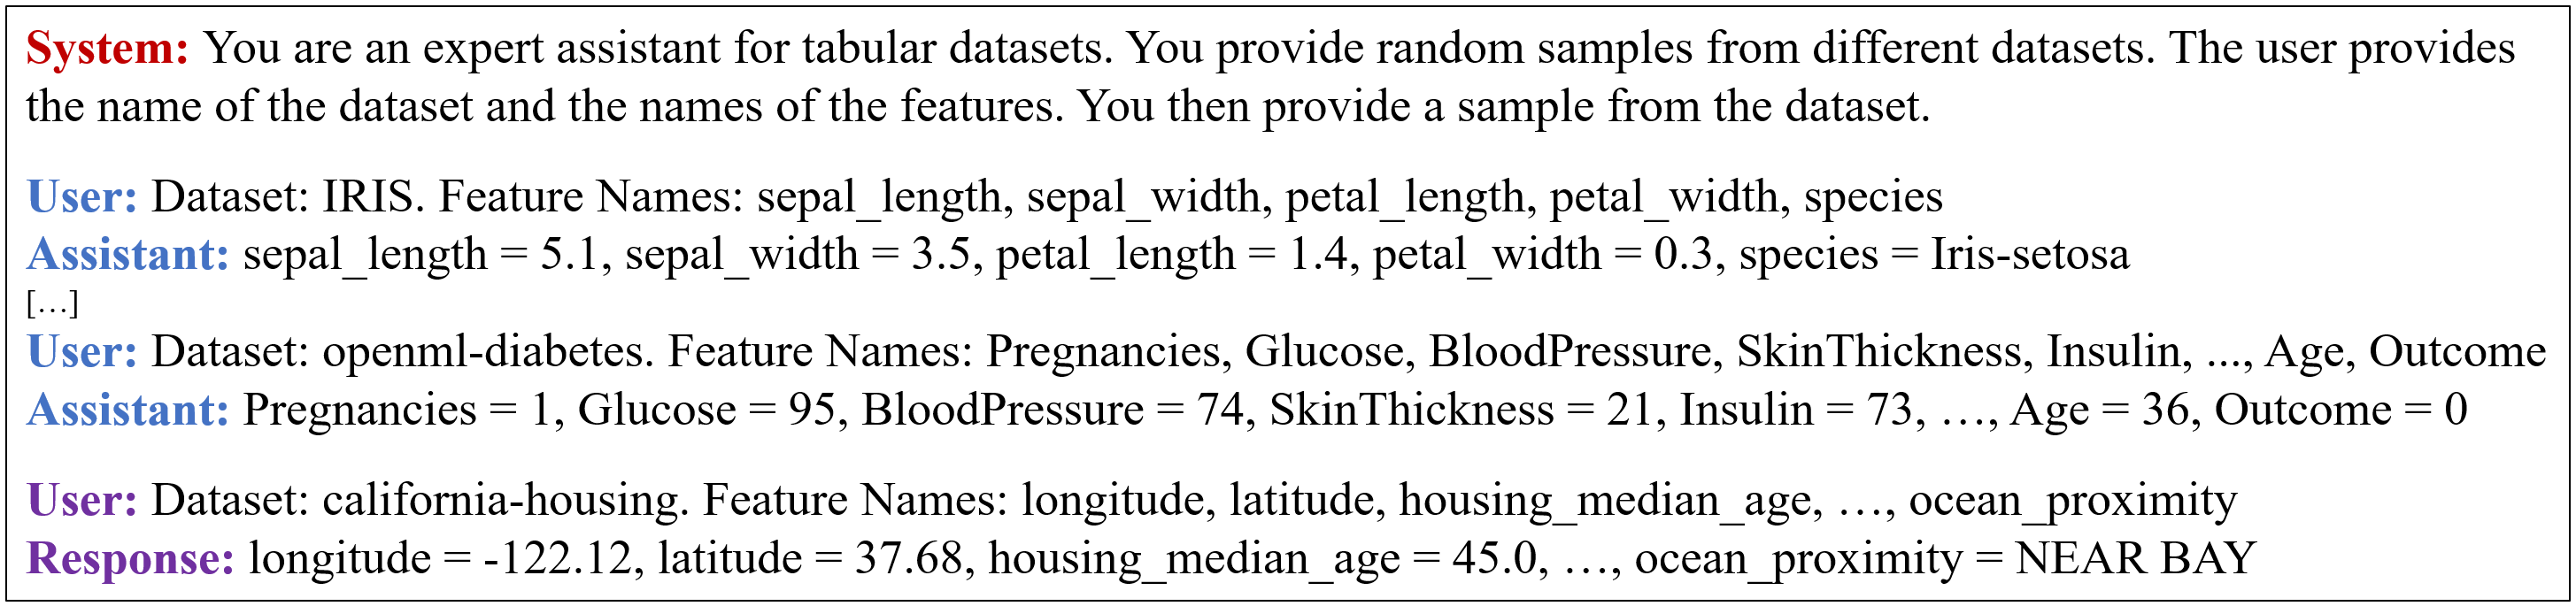 System: You are an expert assistant for tabular datasets. You provide random samples from different datasets. The user provides
the name of the dataset and the names of the features. You then provide a sample from the dataset.
User: Dataset: IRIS. Feature Names: sepal_length, sepal_width, petal_length, petal_width, species
Assistant: sepal_length = 5.1, sepal_width = 3.5, petal_length = 1.4, petal_width = 0.3, species = Iris-setosa
[…]
User: Dataset: openml-diabetes. Feature Names: Pregnancies, Glucose, BloodPressure, SkinThickness, Insulin, ..., Age, Outcome
Assistant: Pregnancies = 1, Glucose = 95, BloodPressure = 74, SkinThickness = 21, Insulin = 73, …, Age = 36, Outcome = 0
User: Dataset: california-housing. Feature Names: longitude, latitude, housing_median_age, …, ocean_proximity
Response: longitude = -122.12, latitude = 37.68, housing_median_age = 45.0, …, ocean_proximity = NEAR BAY